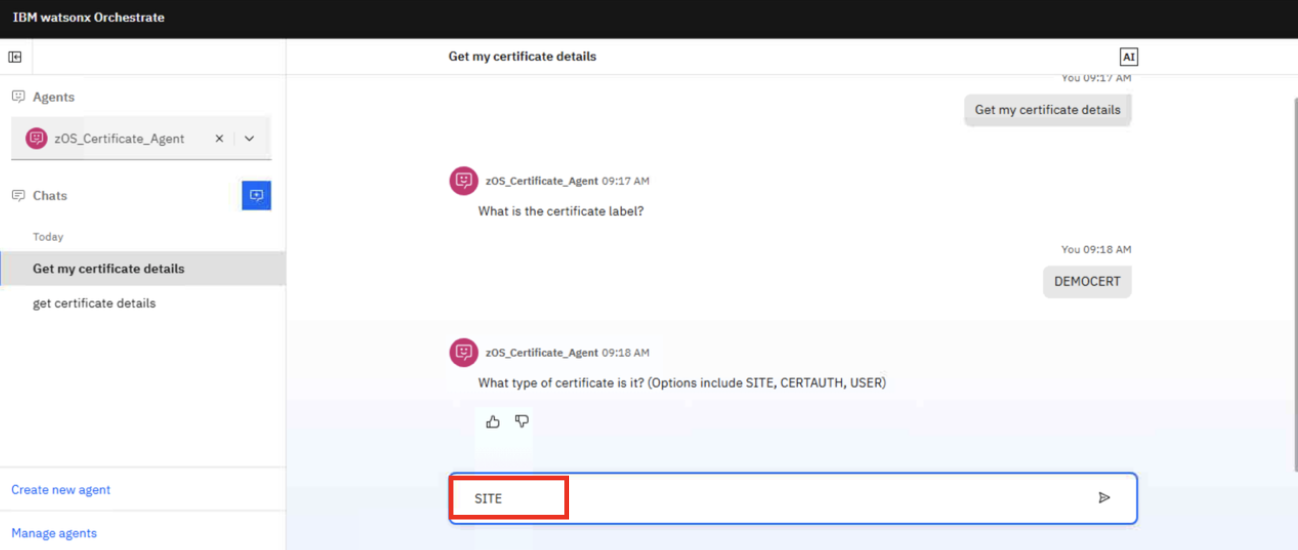 IBM watsonx Orchestrate
Get my certificate details
AI
Agents
zOS_Certificate_Agent
Chats
Today
Get my certificate details
get certificate details
Create new agent
Manage agents
You 09:17 AM
Get my certificate details
zOS_Certificate_Agent 09:17 AM
What is the certificate label?
You 09:18 AM
DEMOCERT
zOS_Certificate_Agent 09:18 AM
What type of certificate is it? (Options include SITE, CERTAUTH, USER)
SITE